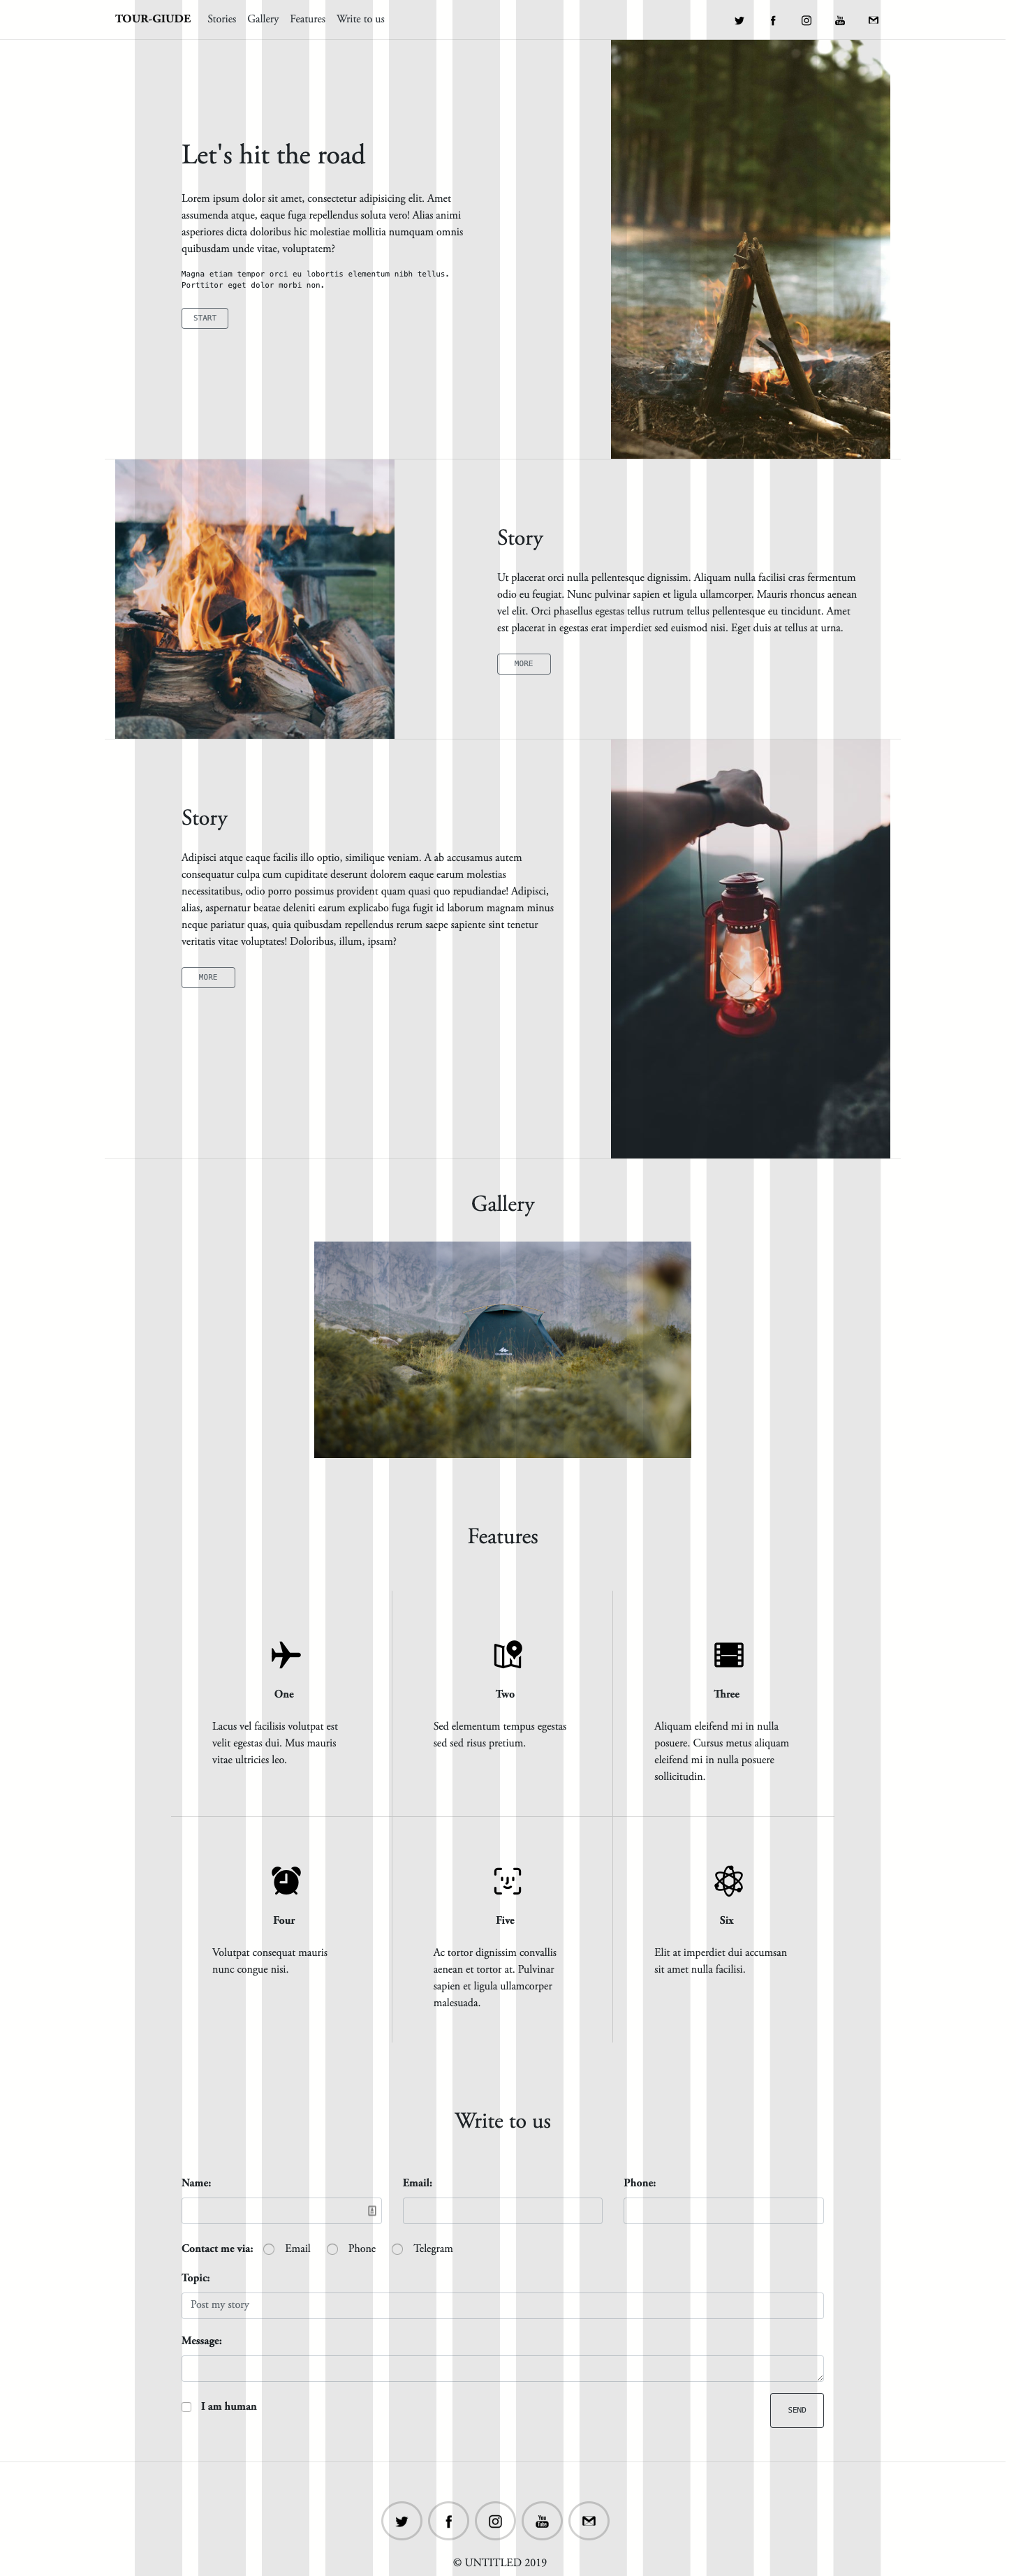 TOUR-GIUDE Stories Gallery Features Write to us
Let's hit the road
Lorem ipsum dolor sit amet, consectetur adipisicing elit. Amet
assumenda atque, eaque fuga repellendus soluta vero! Alias animi
asperiores dicta doloribus hic molestiae mollitia numquam omnis
quibusdam unde vitae, voluptatem?
Magna etiam tempor orci eu lobortis elementum nibh tellus.
Porttitor eget dolor morbi non.
START
Story
Ut placerat orci nulla pellentesque dignissim. Aliquam nulla facilisi cras fermentum
odio eu feugiat. Nunc pulvinar sapien et ligula ullamcorper. Mauris rhoncus aenean
vel elit. Orci phasellus egestas tellus rutrum tellus pellentesque eu tincidunt. Amet
est placerat in egestas erat imperdiet sed euismod nisi. Eget duis at tellus at urna.
MORE
Story
Adipisci atque eaque facilis illo optio, similique veniam. A ab accusamus autem
consequatur culpa cum cupiditate deserunt dolorem eaque earum molestias
necessitatibus, odio porro possimus provident quam quasi quo repudiandae! Adipisci,
alias, aspernatur beatae deleniti earum explicabo fuga fugit id laborum magnam minus
neque pariatur quas, quia quibusdam repellendus rerum saepe sapiente sint tenetur
veritatis vitae voluptates! Doloribus, illum, ipsam?
MORE
Gallery
Features
One
Lacus vel facilisis volutpat est
velit egestas dui. Mus mauris
vitae ultricies leo.
Two
Sed elementum tempus egestas
sed sed risus pretium.
Three
Aliquam eleifend mi in nulla
posuere. Cursus metus aliquam
eleifend mi in nulla posuere
sollicitudin.
Four
Volutpat consequat mauris
nunc congue nisi.
Five
Ac tortor dignissim convallis
aenean et tortor at. Pulvinar
sapien et ligula ullamcorper
malesuada.
Six
Elit at imperdiet dui accumsan
sit amet nulla facilisi.
Write to us
Name: Email: Phone:
Contact me via: Email Phone Telegram
Topic:
Post my story
Message:
I am human
SEND
You
Tube
© UNTITLED 2019